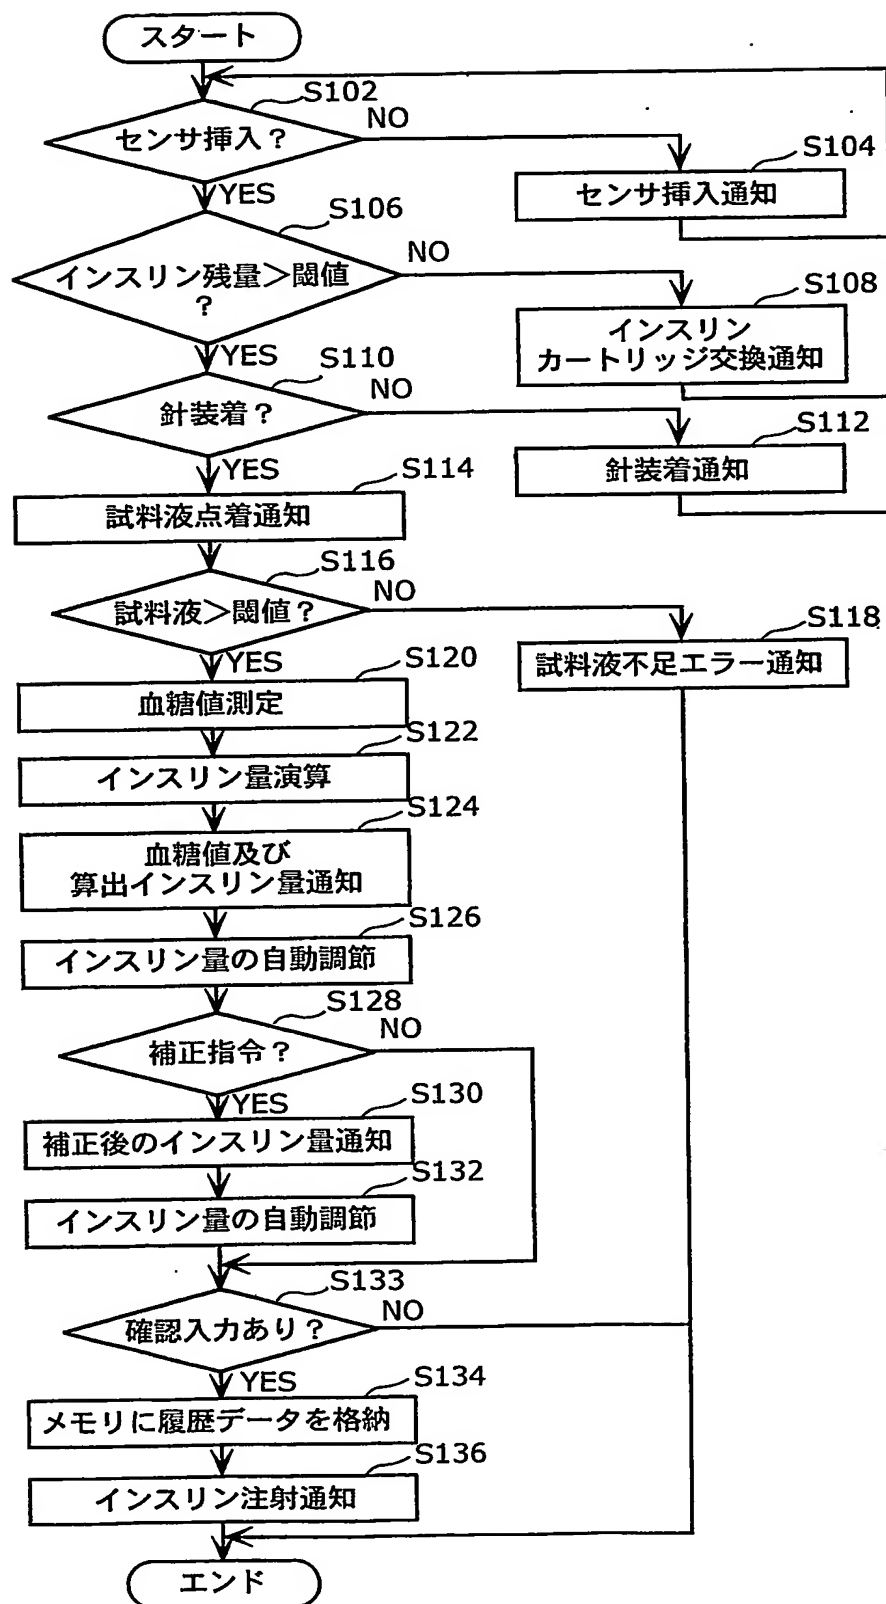 スタート
S102
センサ挿入？
NO
S104
センサ挿入通知
YES
S106
インスリン残量＞閾値
？
NO
S108
インスリン
カートリッジ交換通知
YES
S110
針装着？
NO
S112
針装着通知
YES
S114
試料液点着通知
S116
試料液＞閾値？
NO
S118
試料液不足エラー通知
YES
S120
血糖値測定
S122
インスリン量演算
S124
血糖値及び
算出インスリン量通知
S126
インスリン量の自動調節
S128
補正指令？
NO
YES
S130
補正後のインスリン量通知
S132
インスリン量の自動調節
S133
確認入力あり？
NO
YES
S134
メモリに履歴データを格納
S136
インスリン注射通知
エンド